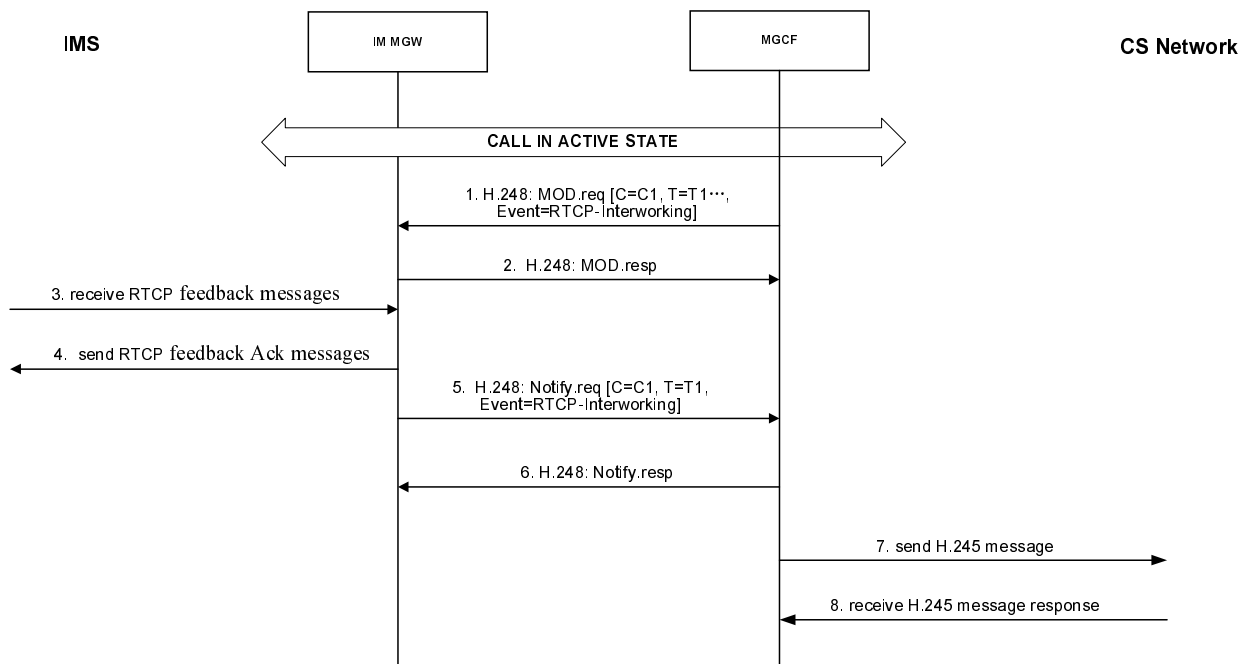 IMS
IM MGW
MGCF
CS Network
CALL IN ACTIVE STATE
1. H.248: MOD.req [C=C1, T=T1⋯,
Event=RTCP-Interworking]
2. H.248: MOD.resp
3. receive RTCP feedback messages
4. send RTCP feedback Ack messages
5. H.248: Notify.req [C=C1, T=T1,
Event=RTCP-Interworking]
6. H.248: Notify.resp
7. send H.245 message
8. receive H.245 message response